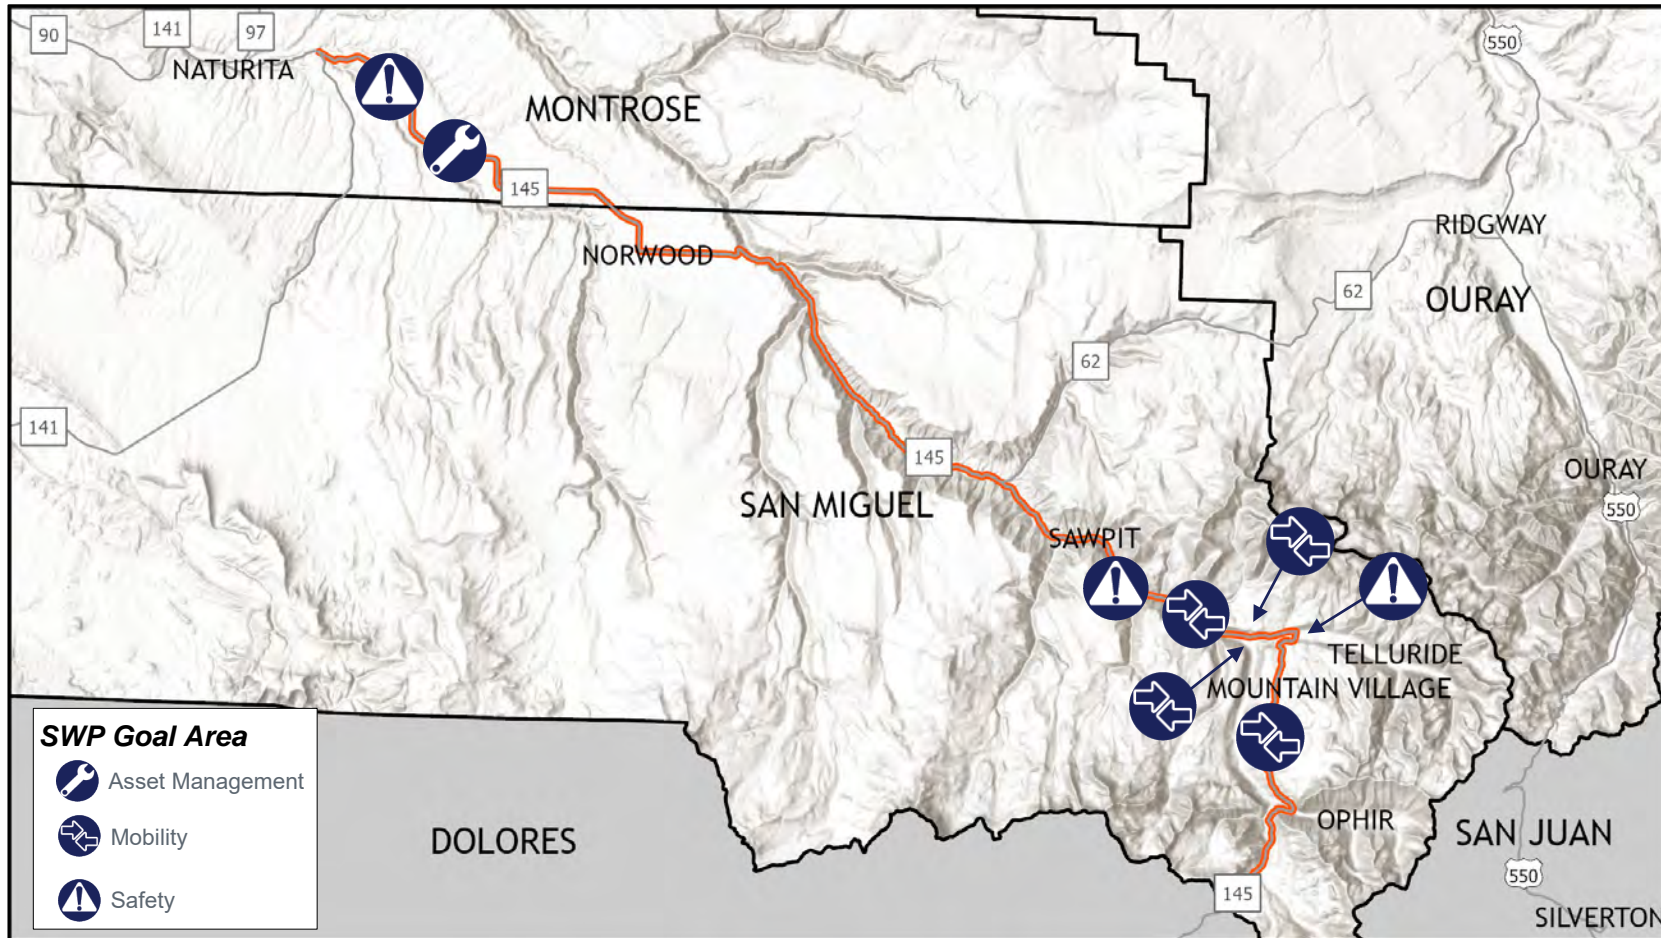 90
141
97
550
NATURITA
MONTROSE
145
RIDGWAY
NORWOOD
62
OURAY
62
141
145
OURAY
SAN MIGUEL
550
SAWPIT
TELLURIDE
MOUNTAIN VILLAGE
SWP Goal Area
Asset Management
Mobility
Safety
DOLORES
OPHIR
SAN JUAN
550
145
SILVERTON